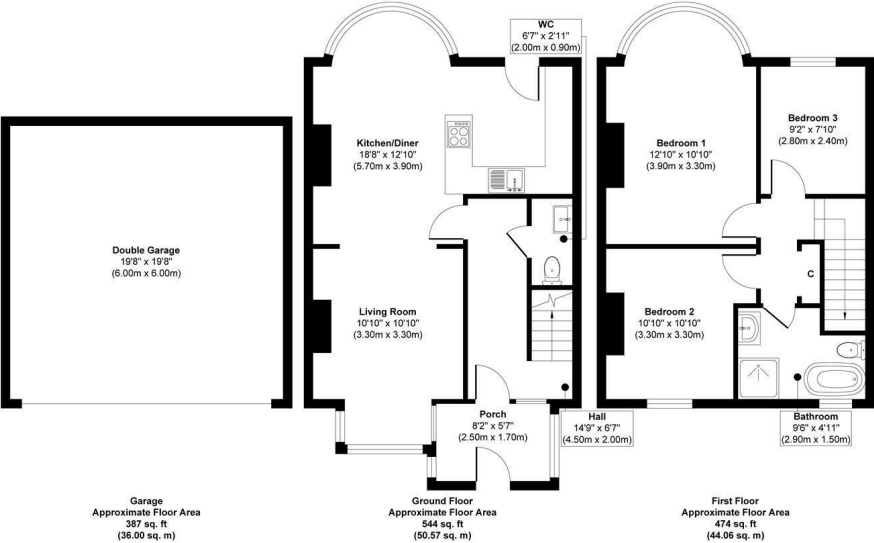 WC
6'7" x 2'11"
(2.00m x 0.90m)
Kitchen/Diner
18'8" x 12'10"
(5.70m x 3.90m)
Bedroom 1
12'10" x 10'10"
(3.90m x 3.30m)
Bedroom 3
9'2" x 7'10"
(2.80m x 2.40m)
Double Garage
19'8" x 19'8"
(6.00m x 6.00m)
C
Living Room
10'10" x 10'10"
(3.30m x 3.30m)
Bedroom 2
10'10" x 10'10"
(3.30m x 3.30m)
Porch
8'2" x 5'7"
(2.50m x 1.70m)
Hall
14'9" x 6'7"
(4.50m x 2.00m)
Bathroom
9'6" x 4'11"
(2.90m x 1.50m)
Garage
Approximate Floor Area
387 sq. ft
(36.00 sq. m)
Ground Floor
Approximate Floor Area
544 sq. ft
(50.57 sq. m)
First Floor
Approximate Floor Area
474 sq. ft
(44.06 sq. m)